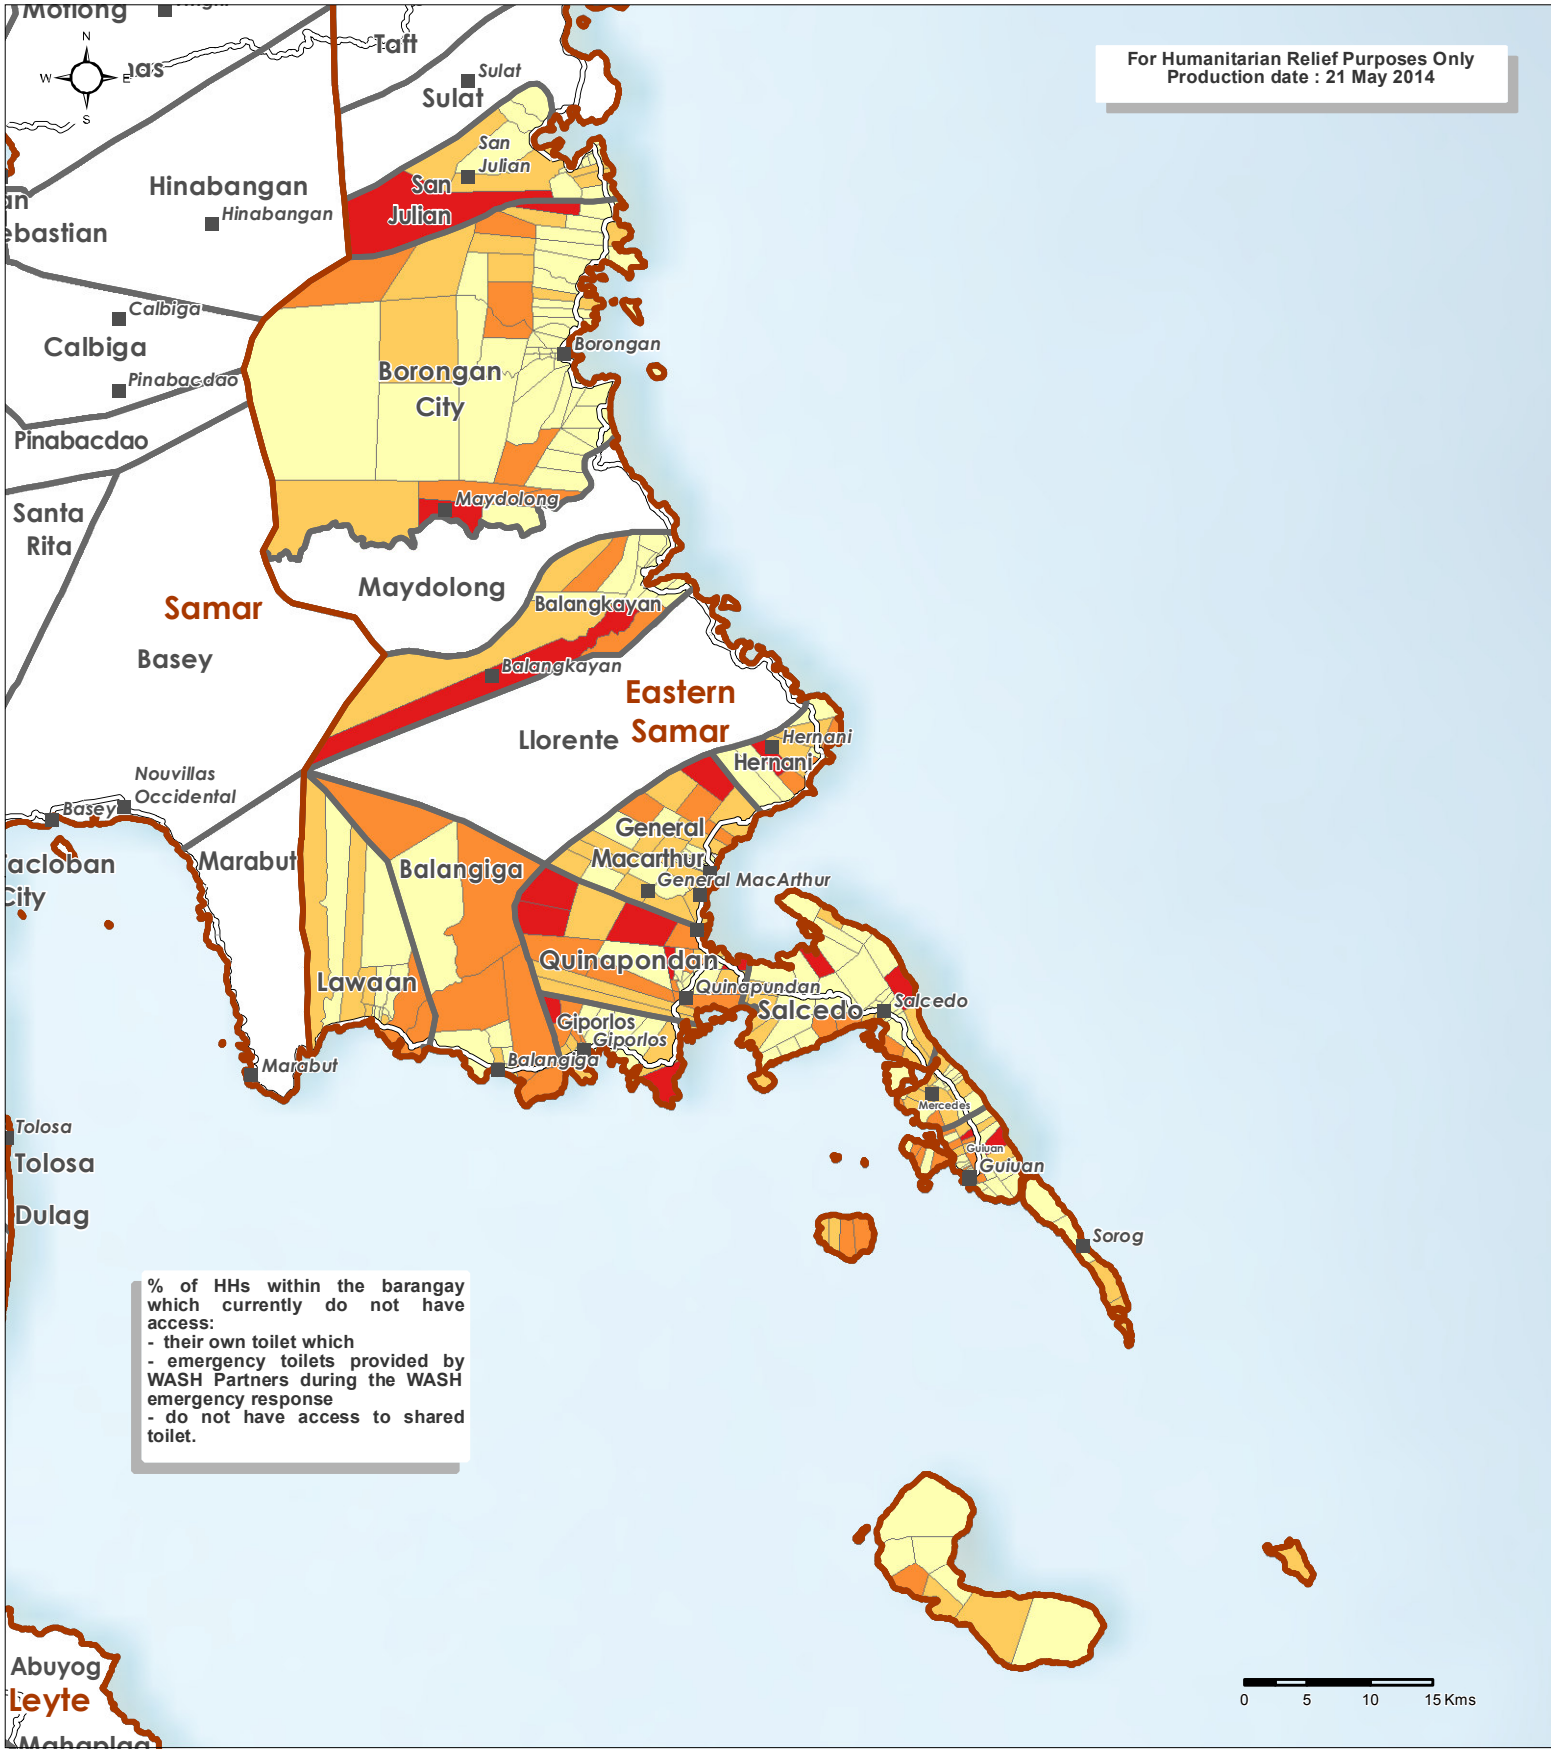 Motiong
Taft
N
W
E
S
Sulat
Sulat
San
Julian
San
Julian
Hinabangan
Hinabangan
For Humanitarian Relief Purposes Only
Production date : 21 May 2014
Calbiga
Calbiga
Pinabacdao
Pinabacdao
Borongan
Borongan
City
Santa
Rita
Maydolong
Maydolong
Samar
Basey
Balangkayan
Balangkayan
Eastern
Samar
Llorente
Hernani
Hernani
Nouvillas
Occidental
Basey
General
Macarthur
General MacArthur
Marabut
Balangiga
acloban
City
Quinapondan
Quinapundan
Lawaan
Salcedo
Salcedo
Giporlos
Giporlos
Balangiga
Marabut
Mercedes
Guiuan
Guiuan
Tolosa
Tolosa
Dulag
Sorog
% of HHs within the barangay
which currently do not have
access:
- their own toilet which
- emergency toilets provided by
WASH Partners during the WASH
emergency response
- do not have access to shared
toilet.
Abuyog
Leyte
Mahaplag
0 5 10 15 Kms